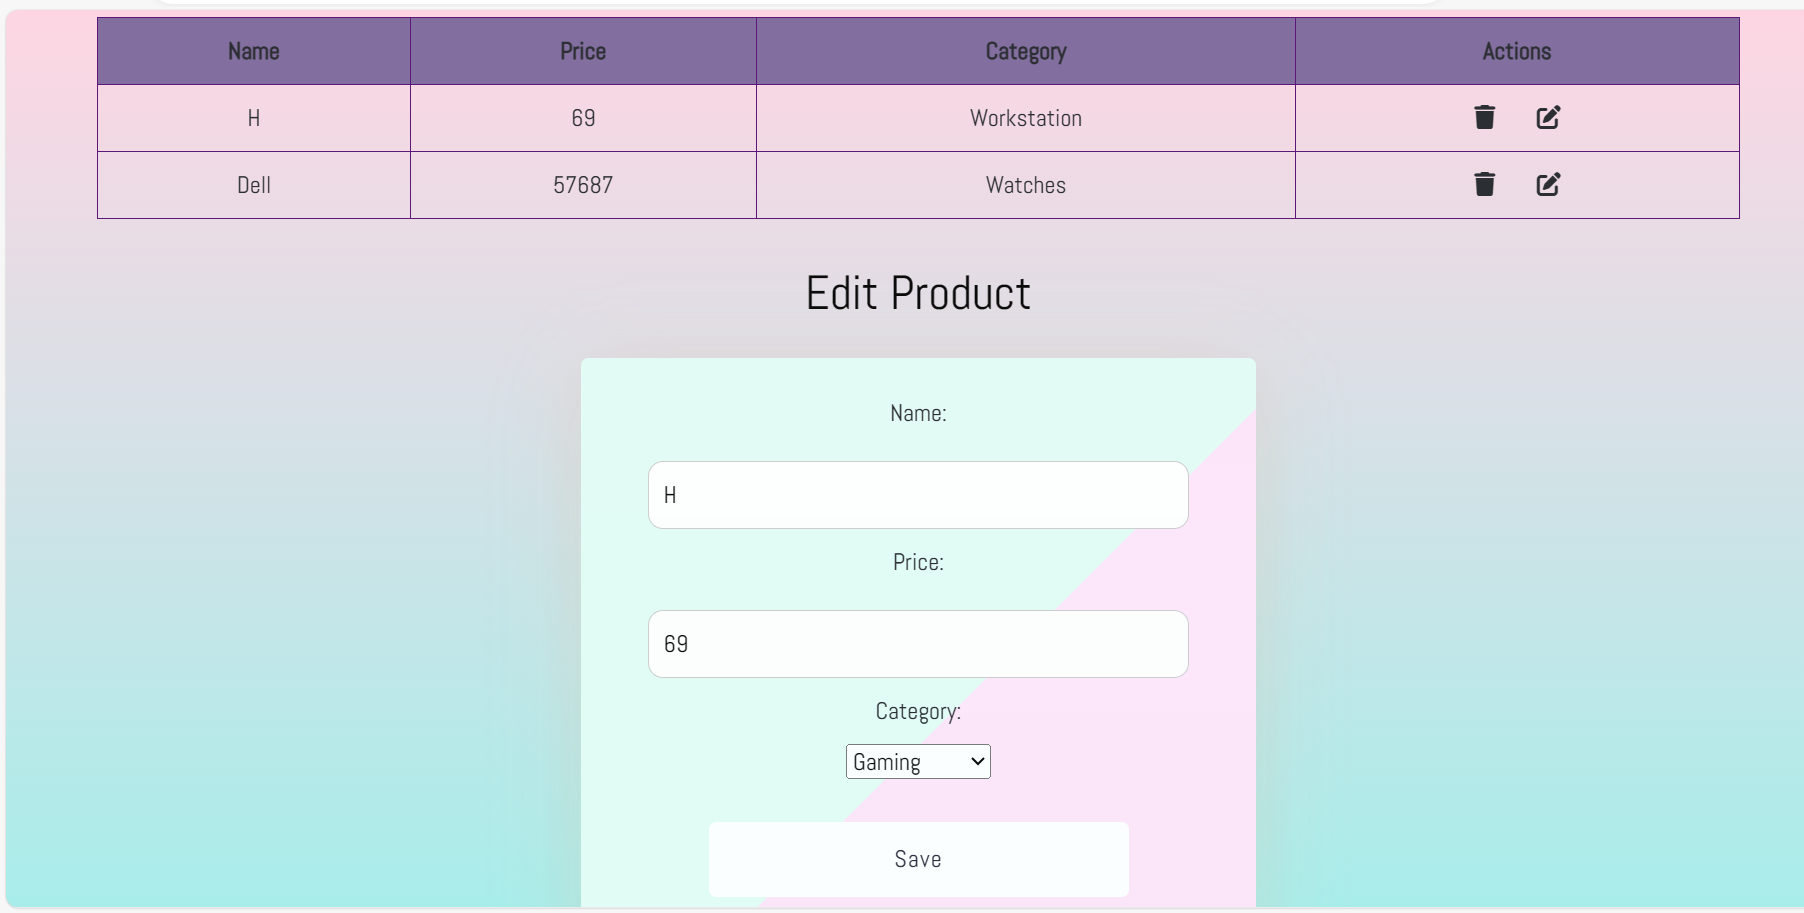 Name Price Category Actions
H 69 Workstation
Dell 57687 Watches
Edit Product
Name:
H
Price:
69
Category:
Gaming
Save